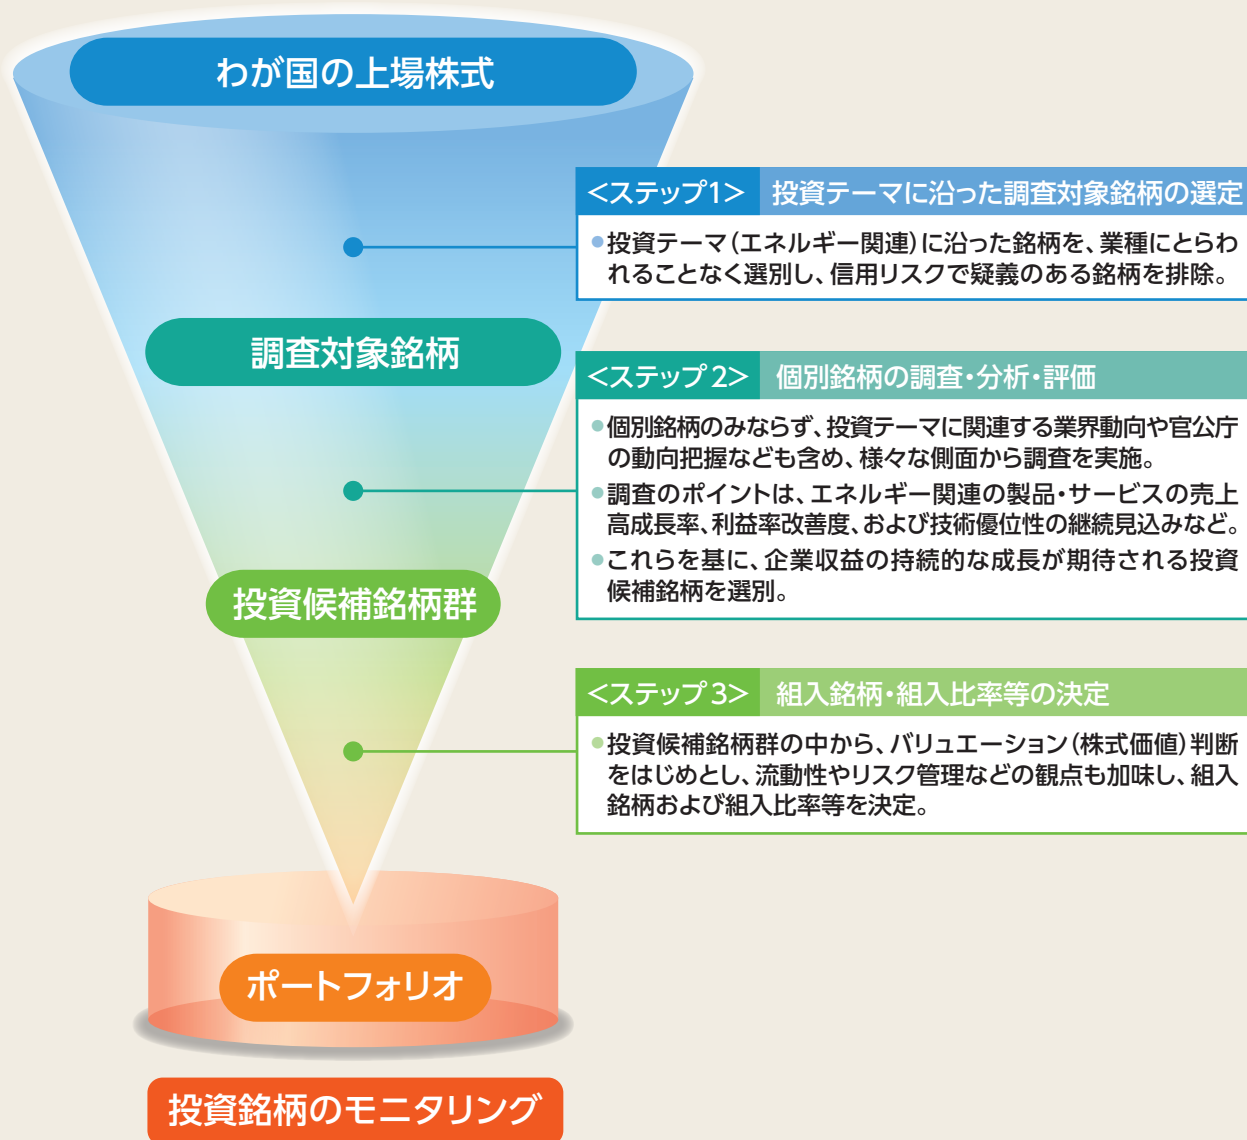 わが国の上場株式
<ステップ1> 投資テーマに沿った調査対象銘柄の選定
●投資テーマ(エネルギー関連)に沿った銘柄を、業種にとらわ
れることなく選別し、信用リスクで疑義のある銘柄を排除。
調査対象銘柄
<ステップ2> 個別銘柄の調査・分析・評価
●個別銘柄のみならず、投資テーマに関連する業界動向や官公庁
の動向把握なども含め、様々な側面から調査を実施。
●調査のポイントは、エネルギー関連の製品・サービスの売上
高成長率、利益率改善度、および技術優位性の継続見込みなど。
●これらを基に、企業収益の持続的な成長が期待される投資
候補銘柄を選別。
投資候補銘柄群
<ステップ3> 組入銘柄・組入比率等の決定
●投資候補銘柄群の中から、バリュエーション(株式価値)判断
をはじめとし、流動性やリスク管理などの観点も加味し、組入
銘柄および組入比率等を決定。
ポートフォリオ
投資銘柄のモニタリング